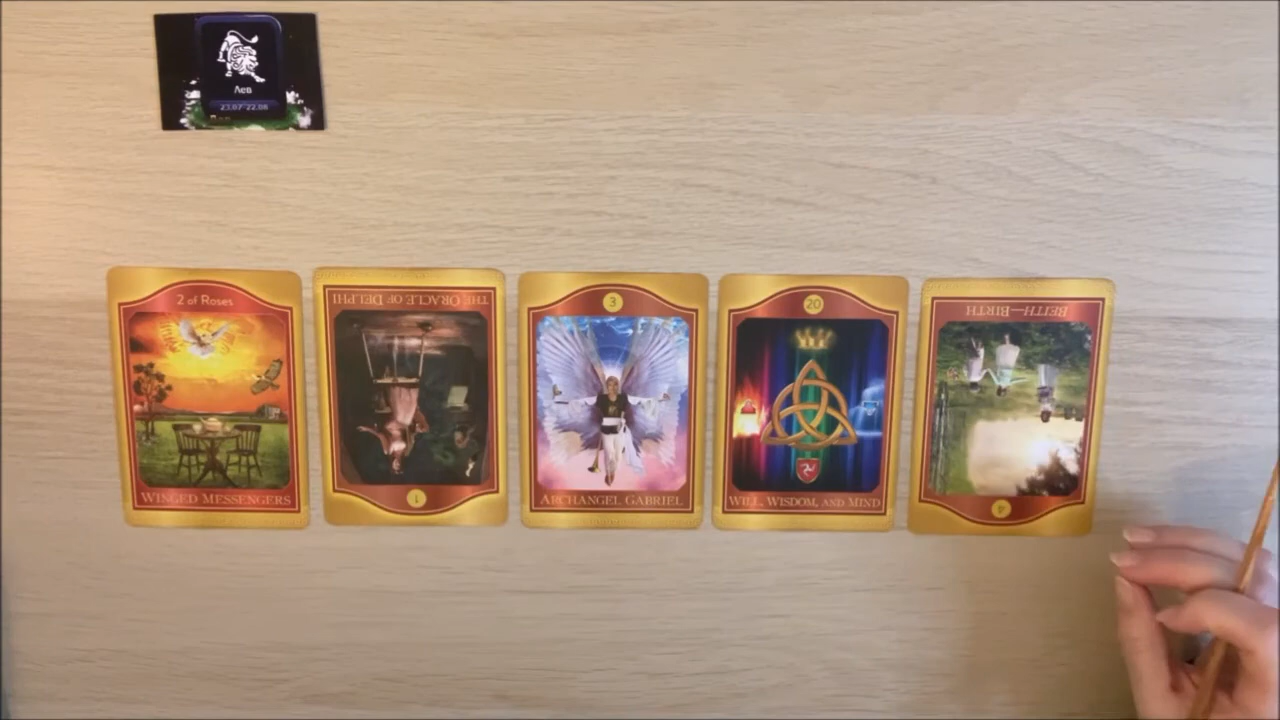 Лев
23.07-22.08
2 of Roses
WINGED MESSENGERS
THE ORACLE OF DELPHI
1
3
ARCHANGEL GABRIEL
20
WILL, WISDOM, AND MIND
BEITH—BIRTH
4